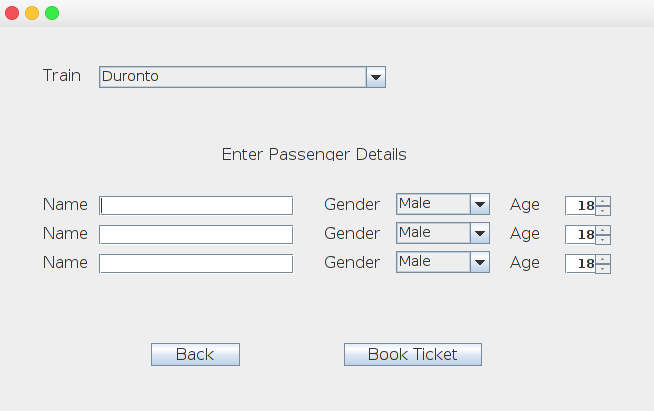 Train Duronto
Enter Passenger Details
Name Gender Male Age 18
Name Gender Male Age 18
Name Gender Male Age 18
Back Book Ticket